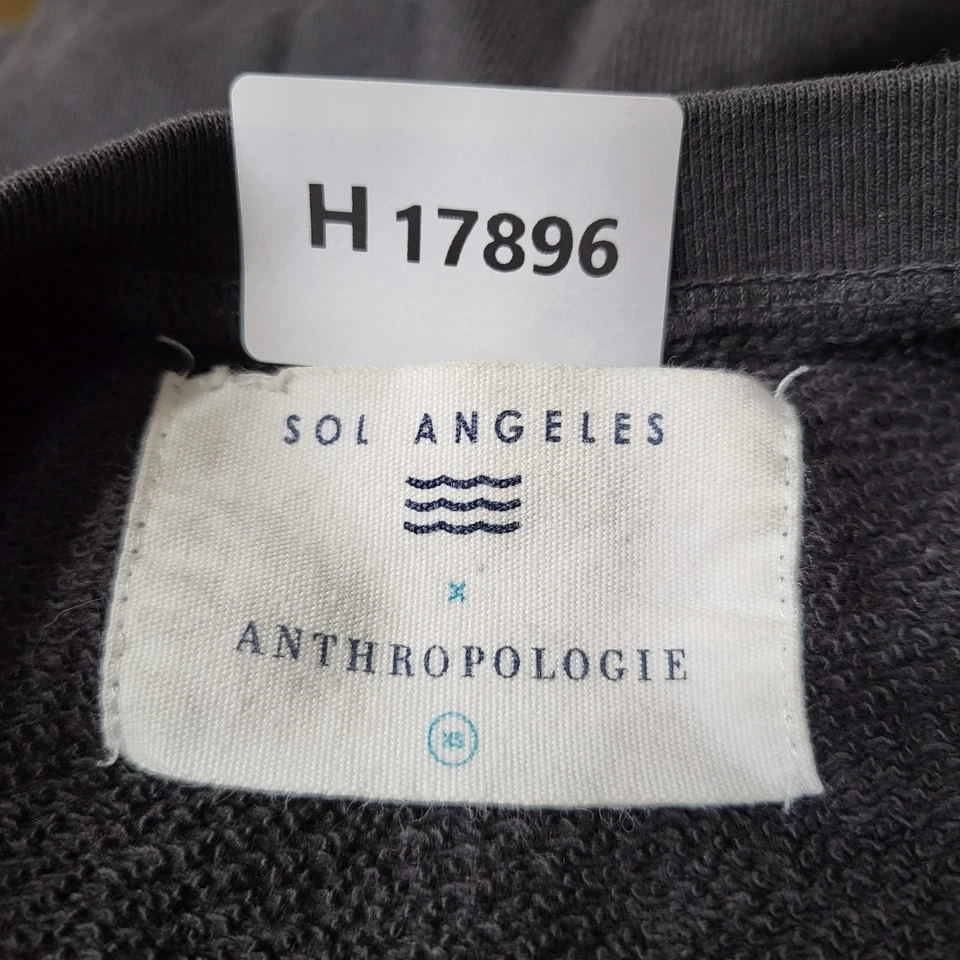 H 17896
SOL ANGELES
x
ANTHROPOLOGIE
XS